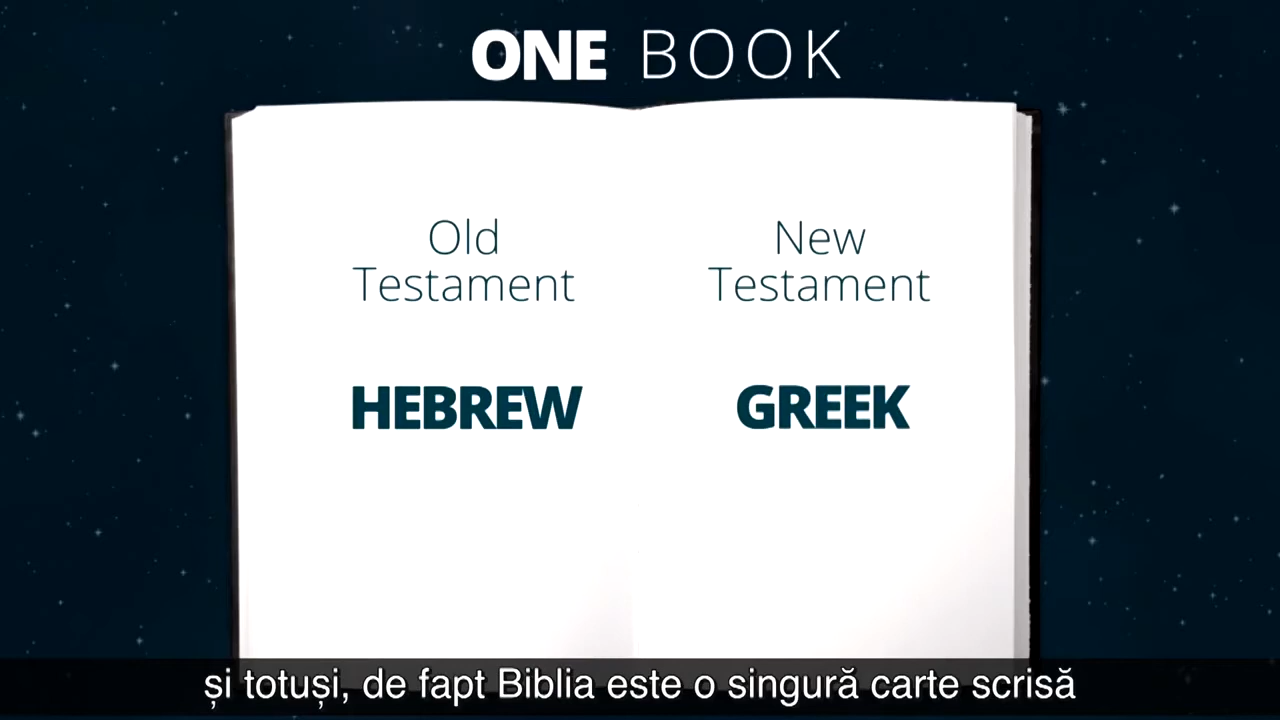 ONE BOOK
Old
Testament
HEBREW
New
Testament
GREEK
și totuși, de fapt Biblia este o singură carte scrisă